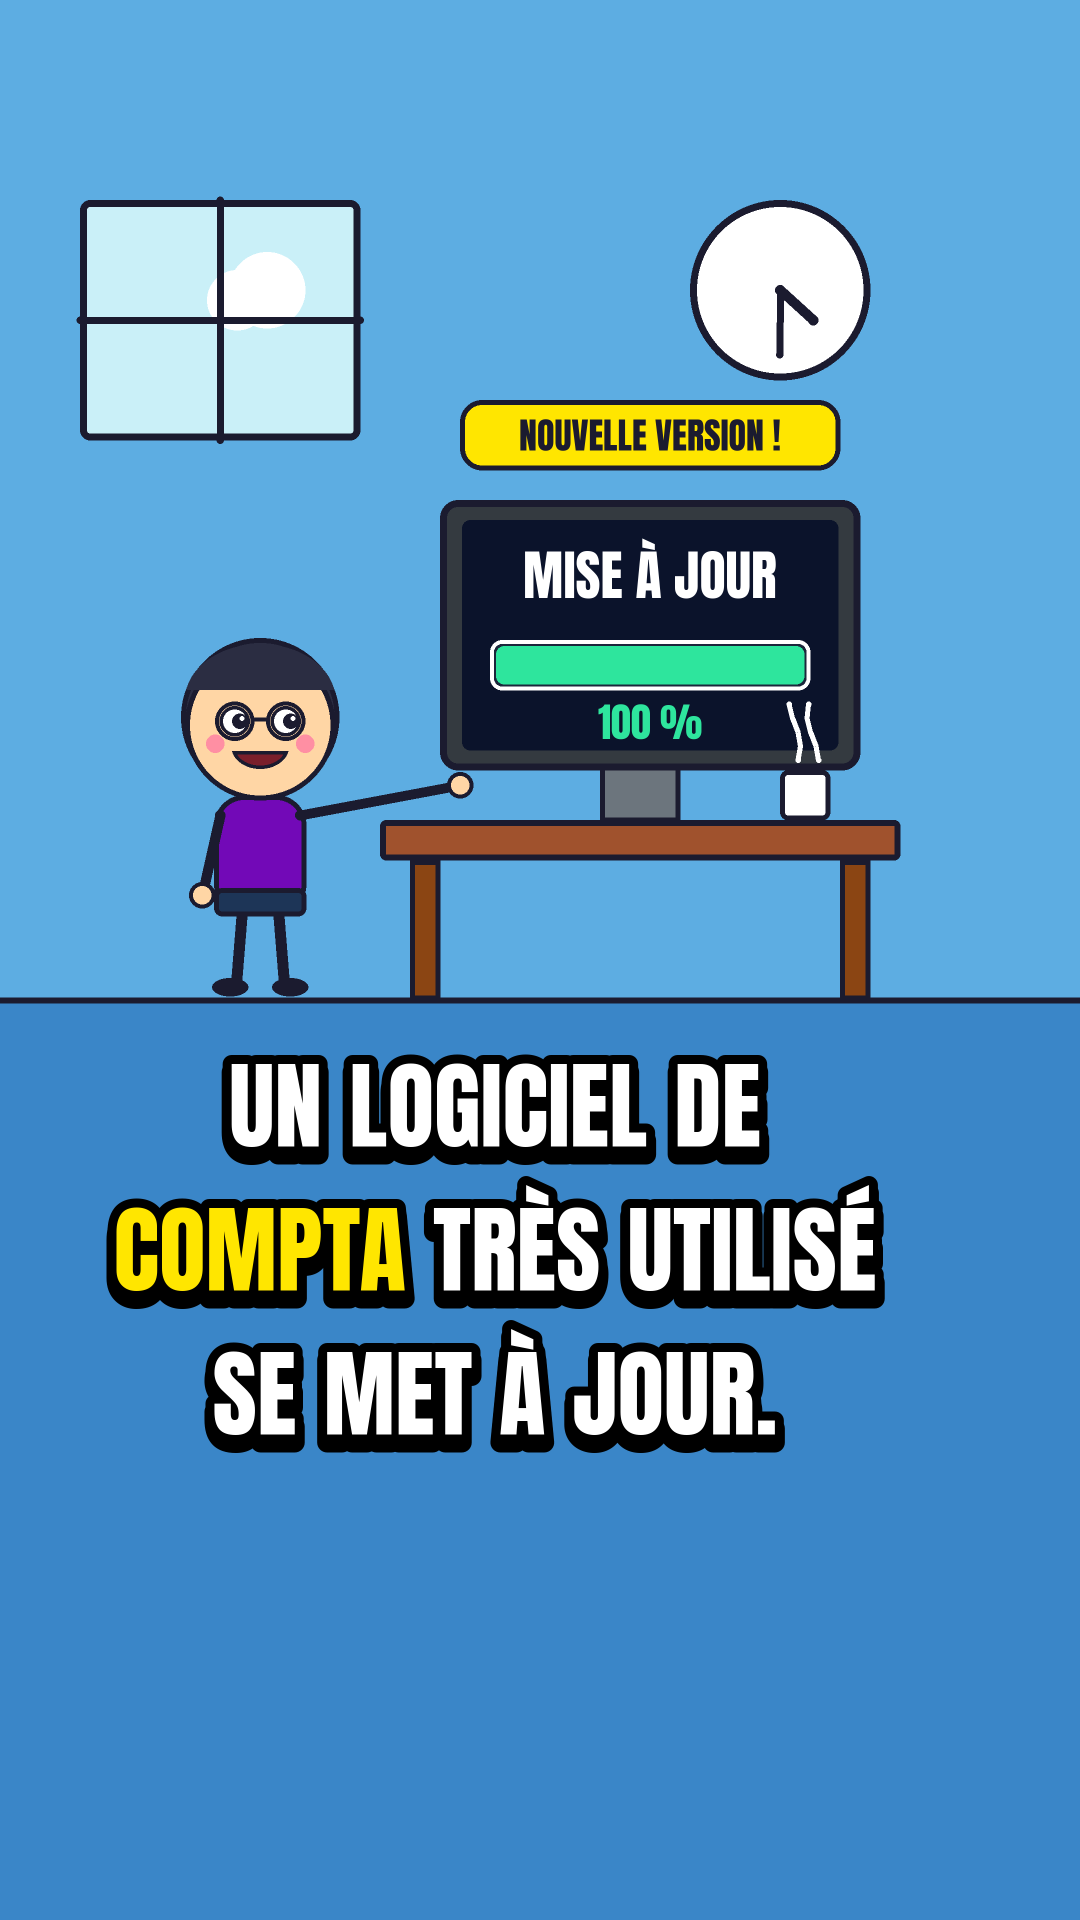 NOUVELLE VERSION !
MISE À JOUR
100 %
UN LOGICIEL DE
COMPTA TRÈS UTILISÉ
SE MET À JOUR.